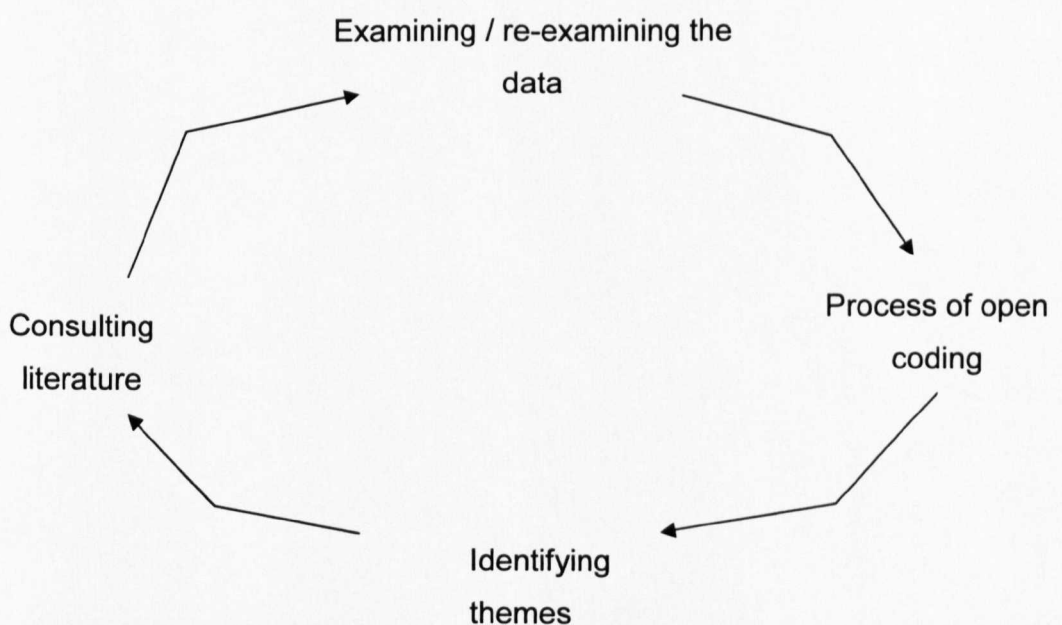 Examining / re-examining the
data
Process of open
coding
Identifying
themes
Consulting
literature